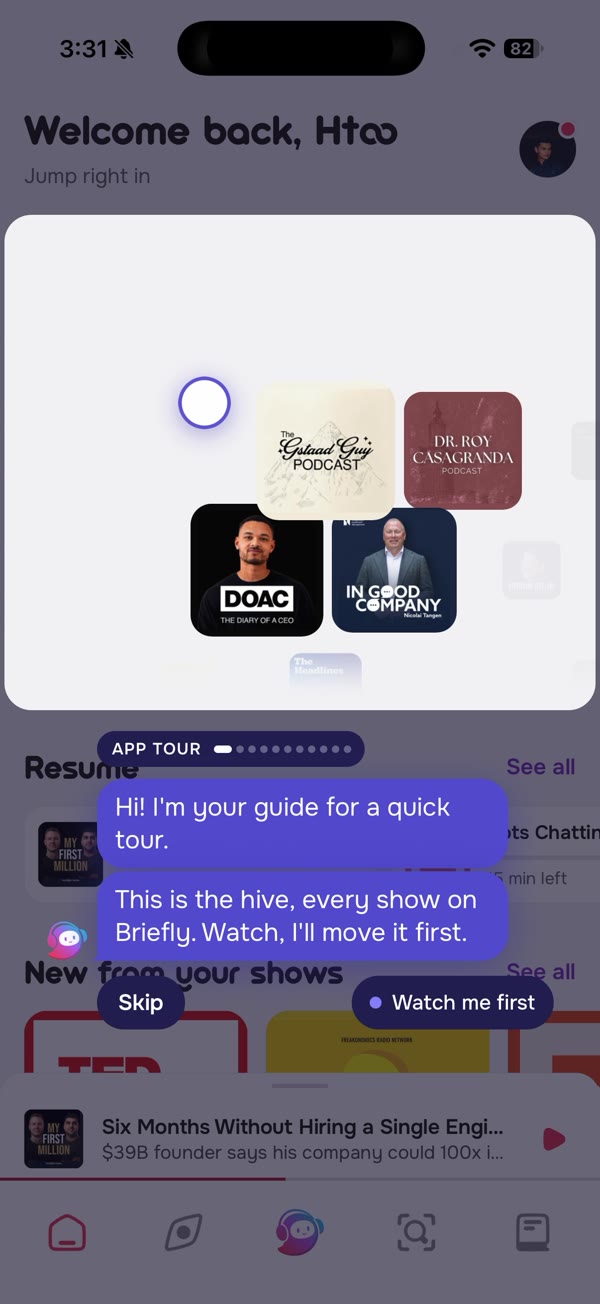 3:31
82
Welcome back, Htoo
Jump right in
The
Gstaad Guy
PODCAST
DR. ROY
CASAGRANDA
PODCAST
DOAC
THE DIARY OF A CEO
IN GOOD
COMPANY
Nicolai Tangen
The
Headlines
APP TOUR
Resume
See all
Hi! I'm your guide for a quick
tour.
MY
FIRST
MILLION
ots Chattin
5 min left
This is the hive, every show on
Briefly. Watch, I'll move it first.
New from your shows
See all
Skip
Watch me first
TED
FREAKONOMICS RADIO NETWORK
MY
FIRST
MILLION
Six Months Without Hiring a Single Engi...
$39B founder says his company could 100x i...